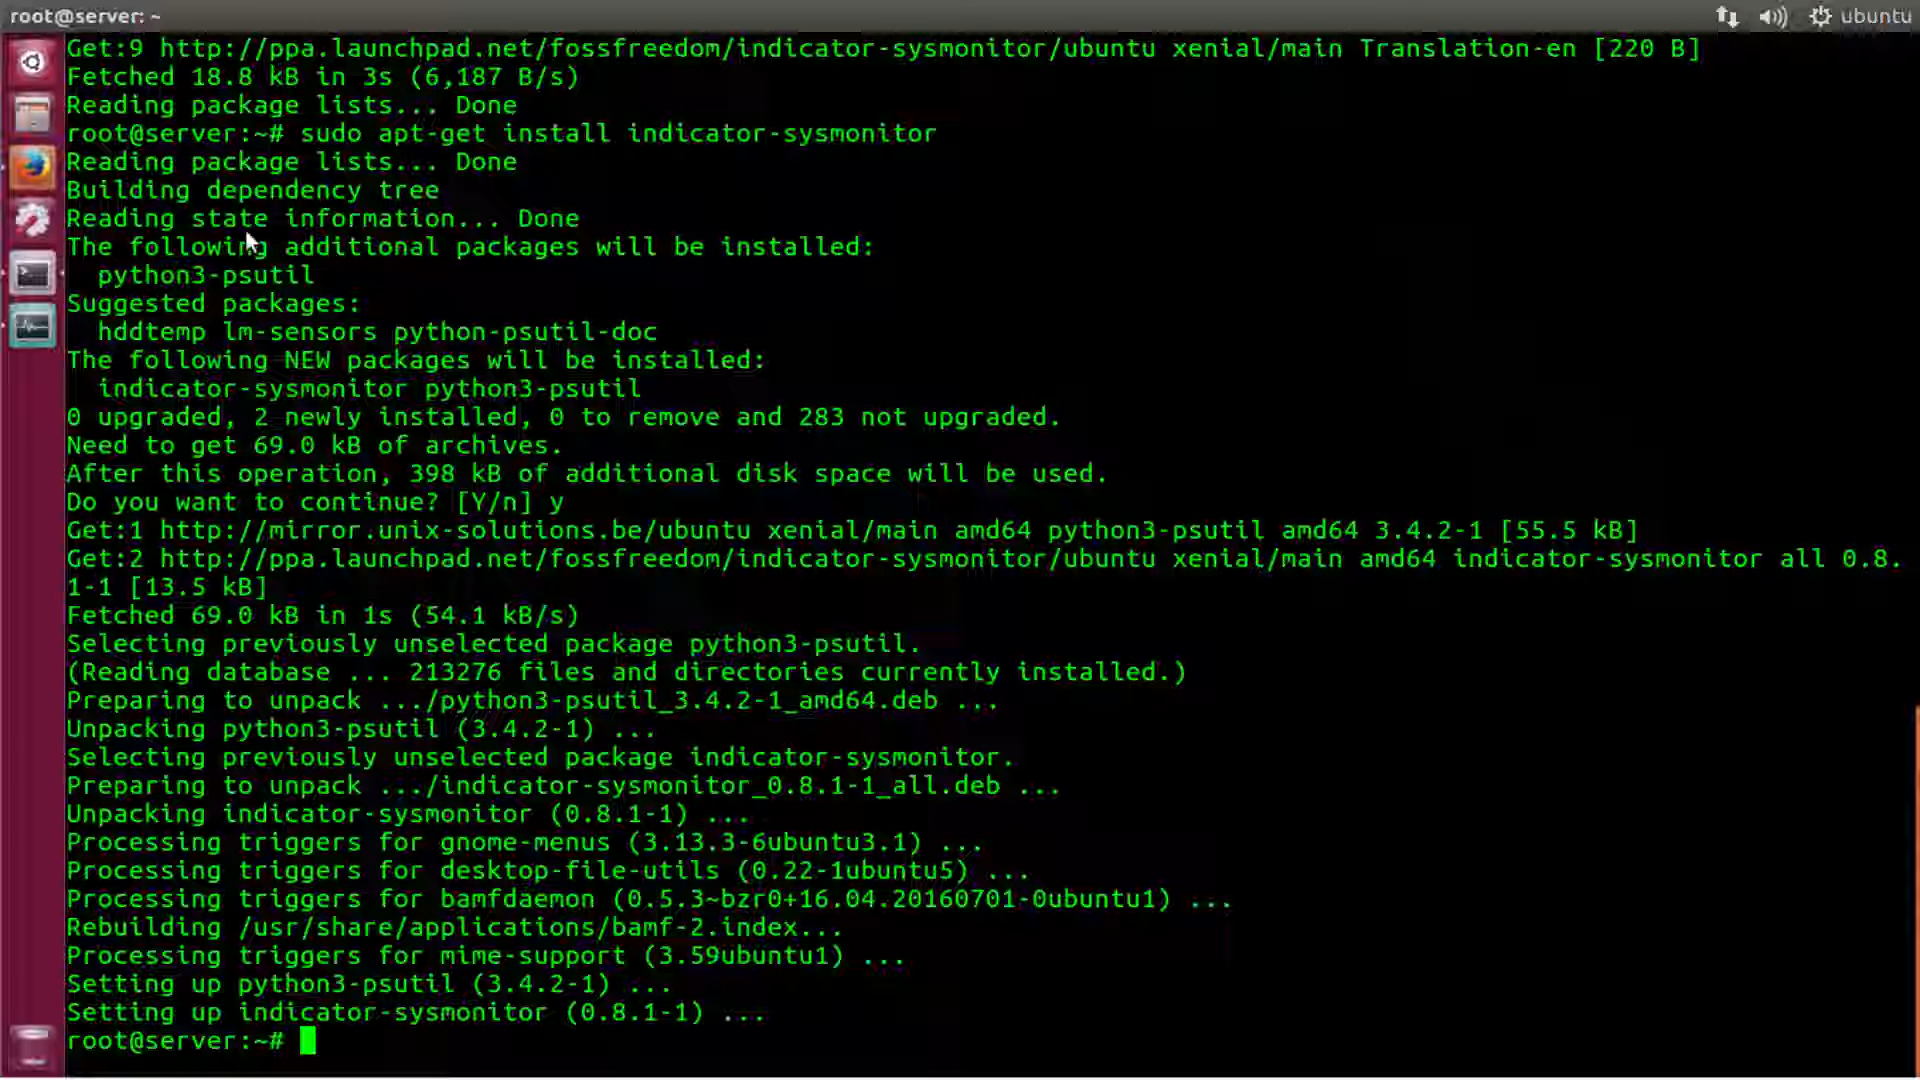 root@server: ~
ubuntu
Get:9 http://ppa.launchpad.net/fossfreedom/indicator-sysmonitor/ubuntu xenial/main Translation-en [220 B]
Fetched 18.8 kB in 3s (6,187 B/s)
Reading package lists... Done
root@server:~# sudo apt-get install indicator-sysmonitor
Reading package lists... Done
Building dependency tree
Reading state information... Done
The following additional packages will be installed:
  python3-psutil
Suggested packages:
  hddtemp lm-sensors python-psutil-doc
The following NEW packages will be installed:
  indicator-sysmonitor python3-psutil
0 upgraded, 2 newly installed, 0 to remove and 283 not upgraded.
Need to get 69.0 kB of archives.
After this operation, 398 kB of additional disk space will be used.
Do you want to continue? [Y/n] y
Get:1 http://mirror.unix-solutions.be/ubuntu xenial/main amd64 python3-psutil amd64 3.4.2-1 [55.5 kB]
Get:2 http://ppa.launchpad.net/fossfreedom/indicator-sysmonitor/ubuntu xenial/main amd64 indicator-sysmonitor all 0.8.
1-1 [13.5 kB]
Fetched 69.0 kB in 1s (54.1 kB/s)
Selecting previously unselected package python3-psutil.
(Reading database ... 213276 files and directories currently installed.)
Preparing to unpack .../python3-psutil_3.4.2-1_amd64.deb ...
Unpacking python3-psutil (3.4.2-1) ...
Selecting previously unselected package indicator-sysmonitor.
Preparing to unpack .../indicator-sysmonitor_0.8.1-1_all.deb ...
Unpacking indicator-sysmonitor (0.8.1-1) ...
Processing triggers for gnome-menus (3.13.3-6ubuntu3.1) ...
Processing triggers for desktop-file-utils (0.22-1ubuntu5) ...
Processing triggers for bamfdaemon (0.5.3~bzr0+16.04.20160701-0ubuntu1) ...
Rebuilding /usr/share/applications/bamf-2.index...
Processing triggers for mime-support (3.59ubuntu1) ...
Setting up python3-psutil (3.4.2-1) ...
Setting up indicator-sysmonitor (0.8.1-1) ...
root@server:~#